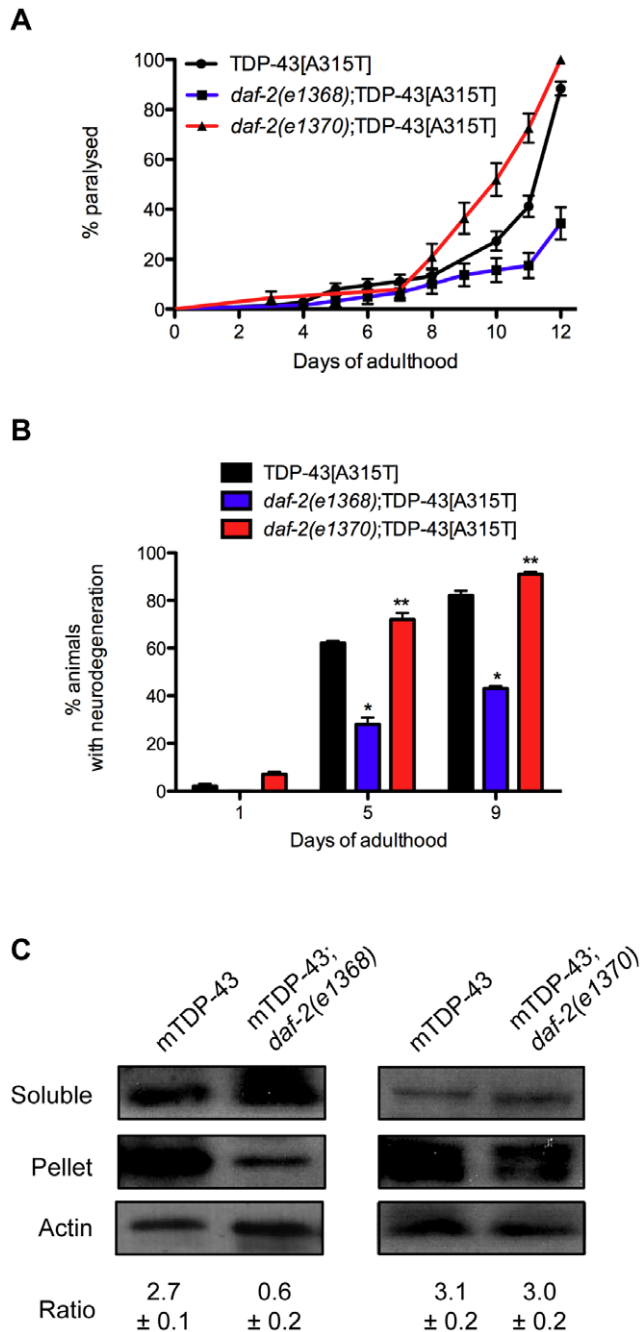 A
TDP-43[A315T]
daf-2(e1368);TDP-43[A315T]
daf-2(e1370);TDP-43[A315T]
% paralysed
100
80
60
40
20
0
0 2 4 6 8 10 12
Days of adulthood
B
TDP-43[A315T]
daf-2(e1368);TDP-43[A315T]
daf-2(e1370);TDP-43[A315T]
% animals
with neurodegeneration
100
80
60
40
20
0
* ** * **
1 5 9
Days of adulthood
C
mTDP-43
mTDP-43;
daf-2(e1368)
mTDP-43
mTDP-43;
daf-2(e1370)
Soluble
Pellet
Actin
Ratio
2.7 0.6 3.1 3.0
± 0.1 ± 0.2 ± 0.2 ± 0.2